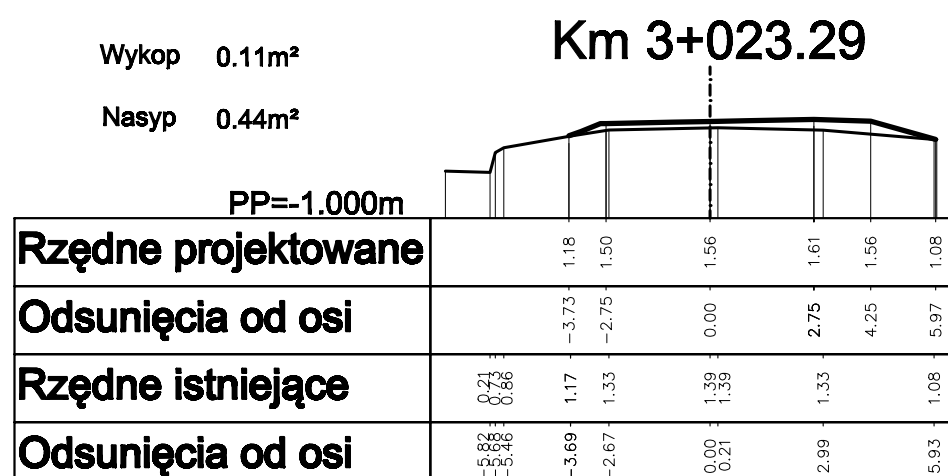 Km 3+023.29
Wykop 0.11m²
Nasyp 0.44m²
PP=-1.000m
Rzędne projektowane 1.18 1.50 1.56 1.61 1.56 1.08
Odsunięcia od osi -3.73 -2.75 0.00 2.75 4.25 5.97
Rzędne istniejące 0.21 0.73 0.86 1.17 1.33 1.39 1.39 1.33 1.08
Odsunięcia od osi -5.46 -3.69 -2.67 0.00 0.21 2.99 5.93